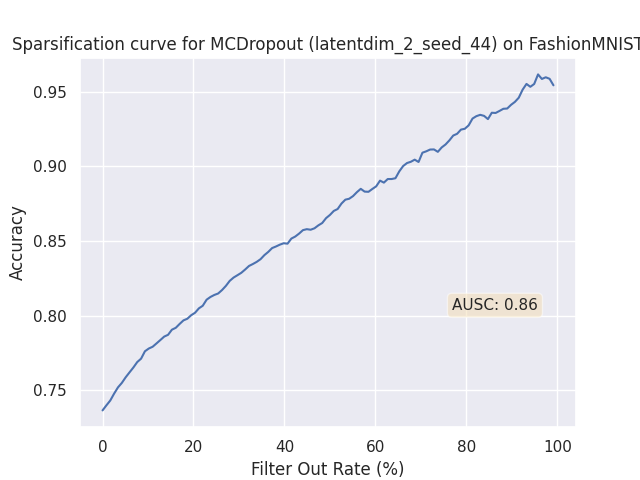 Sparsification curve for MCDropout (latentdim_2_seed_44) on FashionMNIST
0.95
0.90
0.85
0.80
0.75
Accuracy
AUSC: 0.86
0 20 40 60 80 100
Filter Out Rate (%)